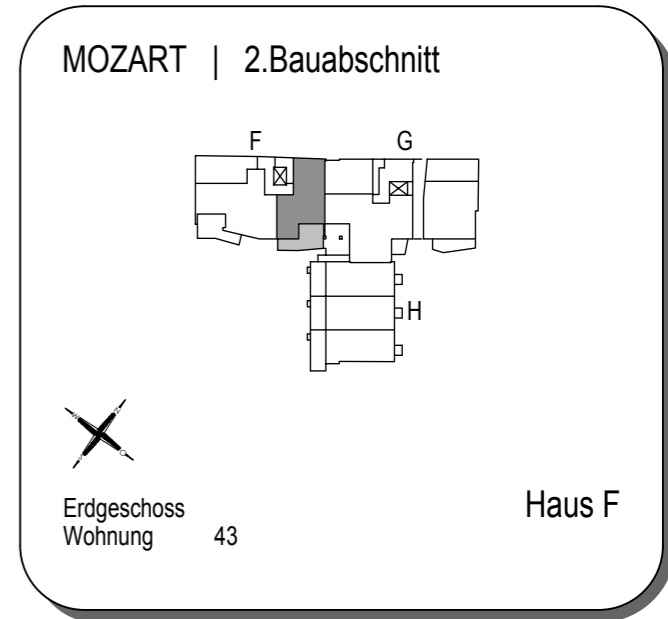 MOZART | 2.Bauabschnitt
F
G
H
N
W
O
S
Erdgeschoss
Wohnung 43
Haus F